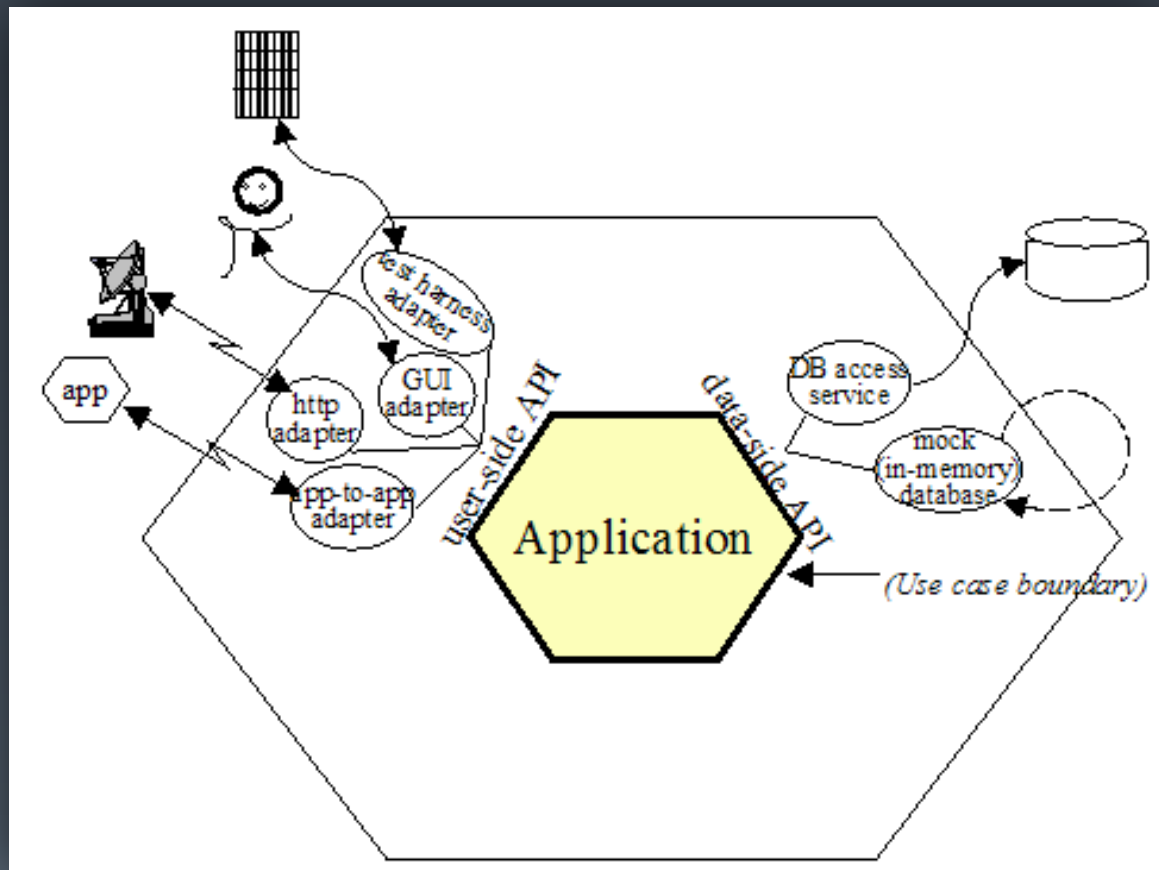 test harness
adapter
GUI
adapter
http
adapter
app
app-to-app
adapter
user-side API
Application
data-side API
DB access
service
mock
(in-memory)
database
(Use case boundary)